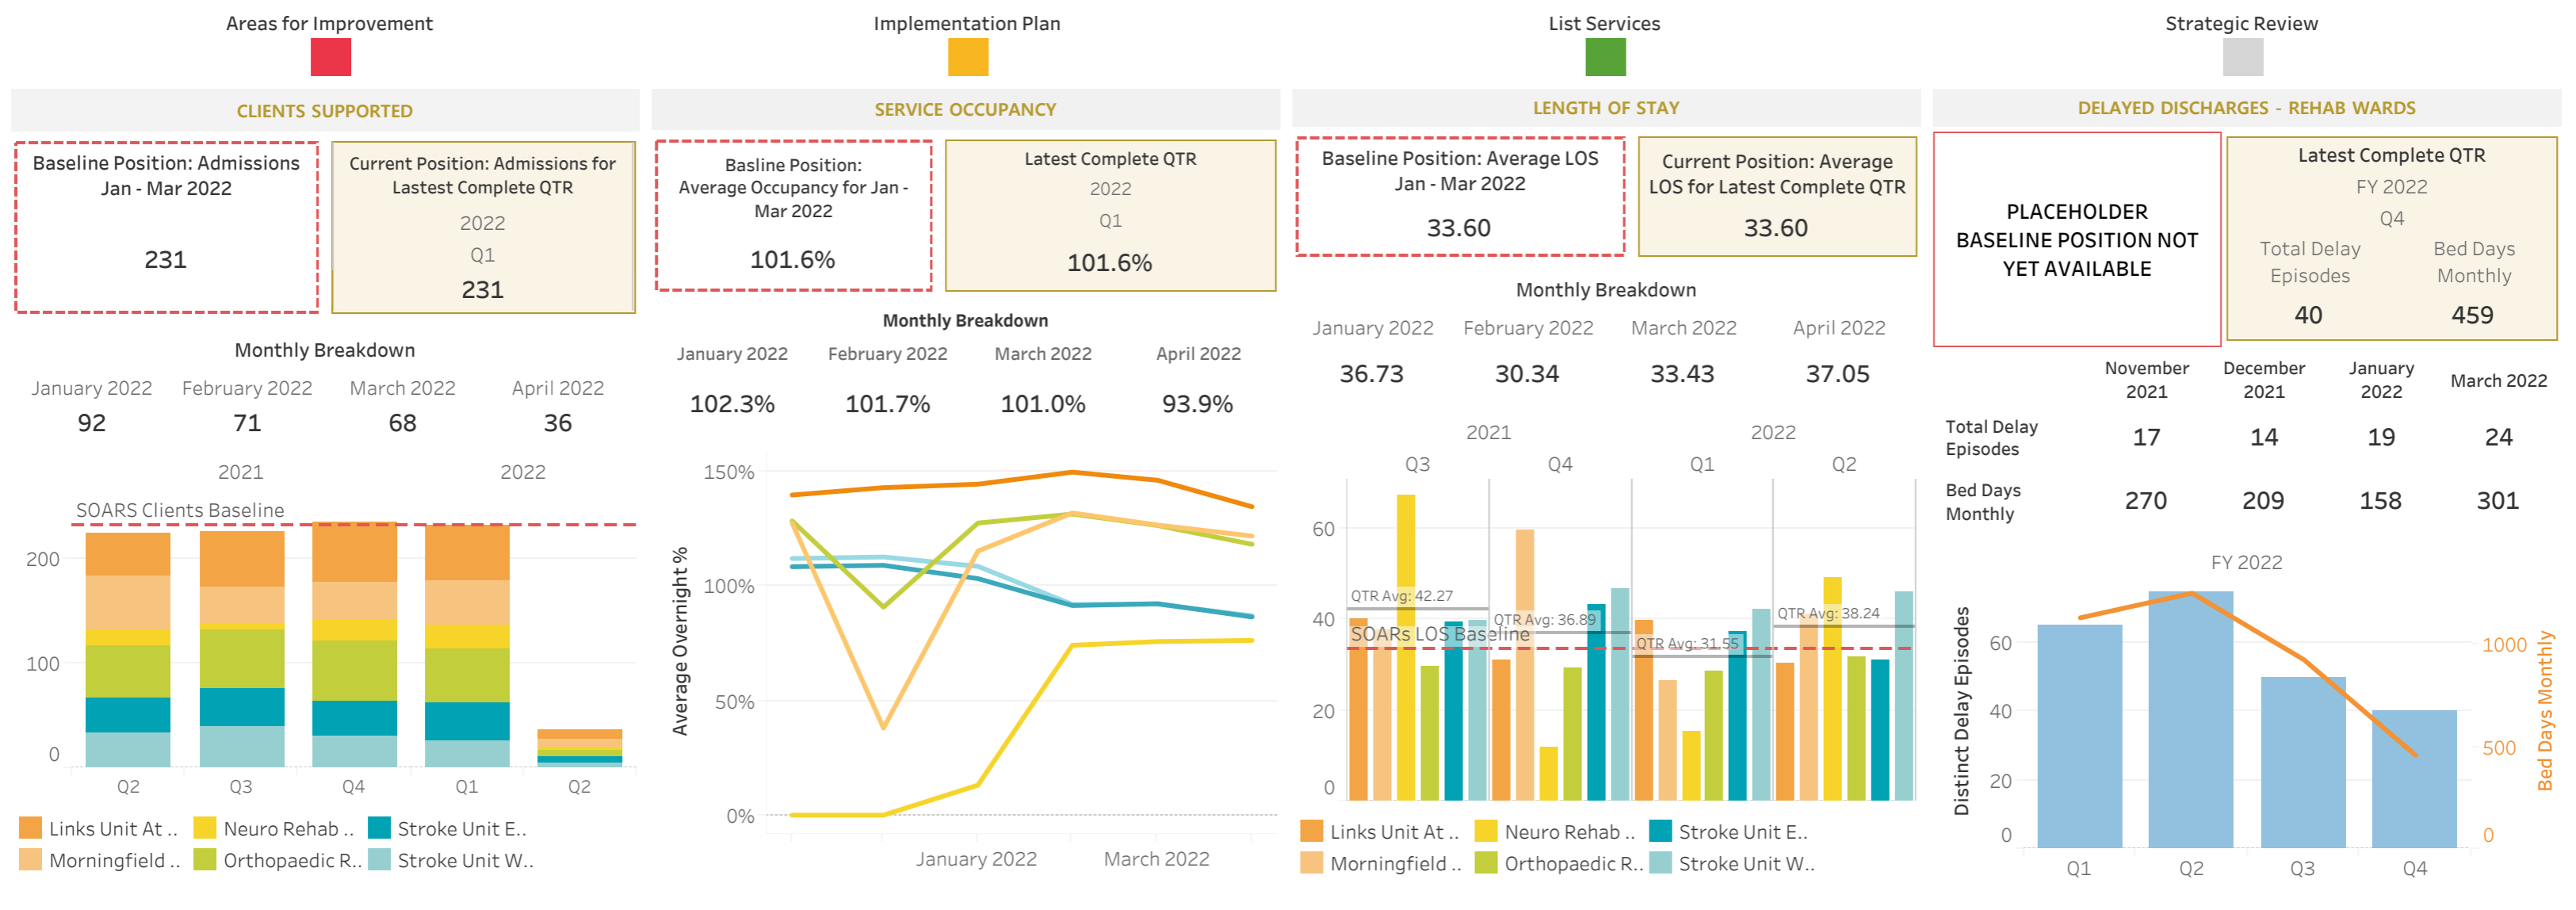 Areas for Improvement
Implementation Plan
List Services
Strategic Review
CLIENTS SUPPORTED
Baseline Position: Admissions
Jan - Mar 2022
231
Current Position: Admissions for
Lastest Complete QTR
2022
Q1
231
Monthly Breakdown
January 2022 February 2022 March 2022 April 2022
92 71 68 36
2021 2022
SOARS Clients Baseline
200
100
0
Q2 Q3 Q4 Q1 Q2
Links Unit At .. Neuro Rehab .. Stroke Unit E..
Morningfield .. Orthopaedic R.. Stroke Unit W..
SERVICE OCCUPANCY
Basline Position:
Average Occupancy for Jan -
Mar 2022
101.6%
Latest Complete QTR
2022
Q1
101.6%
Monthly Breakdown
January 2022 February 2022 March 2022 April 2022
102.3% 101.7% 101.0% 93.9%
Average Overnight %
150%
100%
50%
0%
January 2022 March 2022
LENGTH OF STAY
Baseline Position: Average LOS
Jan - Mar 2022
33.60
Current Position: Average
LOS for Latest Complete QTR
33.60
Monthly Breakdown
January 2022 February 2022 March 2022 April 2022
36.73 30.34 33.43 37.05
2021 2022
Q3 Q4 Q1 Q2
60
40
20
0
QTR Avg: 42.27
QTR Avg: 36.89
QTR Avg: 31.55
QTR Avg: 38.24
SOARs LOS Baseline
Links Unit At .. Neuro Rehab .. Stroke Unit E..
Morningfield .. Orthopaedic R.. Stroke Unit W..
DELAYED DISCHARGES - REHAB WARDS
PLACEHOLDER
BASELINE POSITION NOT
YET AVAILABLE
Latest Complete QTR
FY 2022
Q4
Total Delay Bed Days
Episodes Monthly
40 459
November December January March 2022
2021 2021 2022
Total Delay
Episodes
17 14 19 24
Bed Days
Monthly
270 209 158 301
FY 2022
Distinct Delay Episodes
60
40
20
0
1000
500
0
Bed Days Monthly
Q1 Q2 Q3 Q4